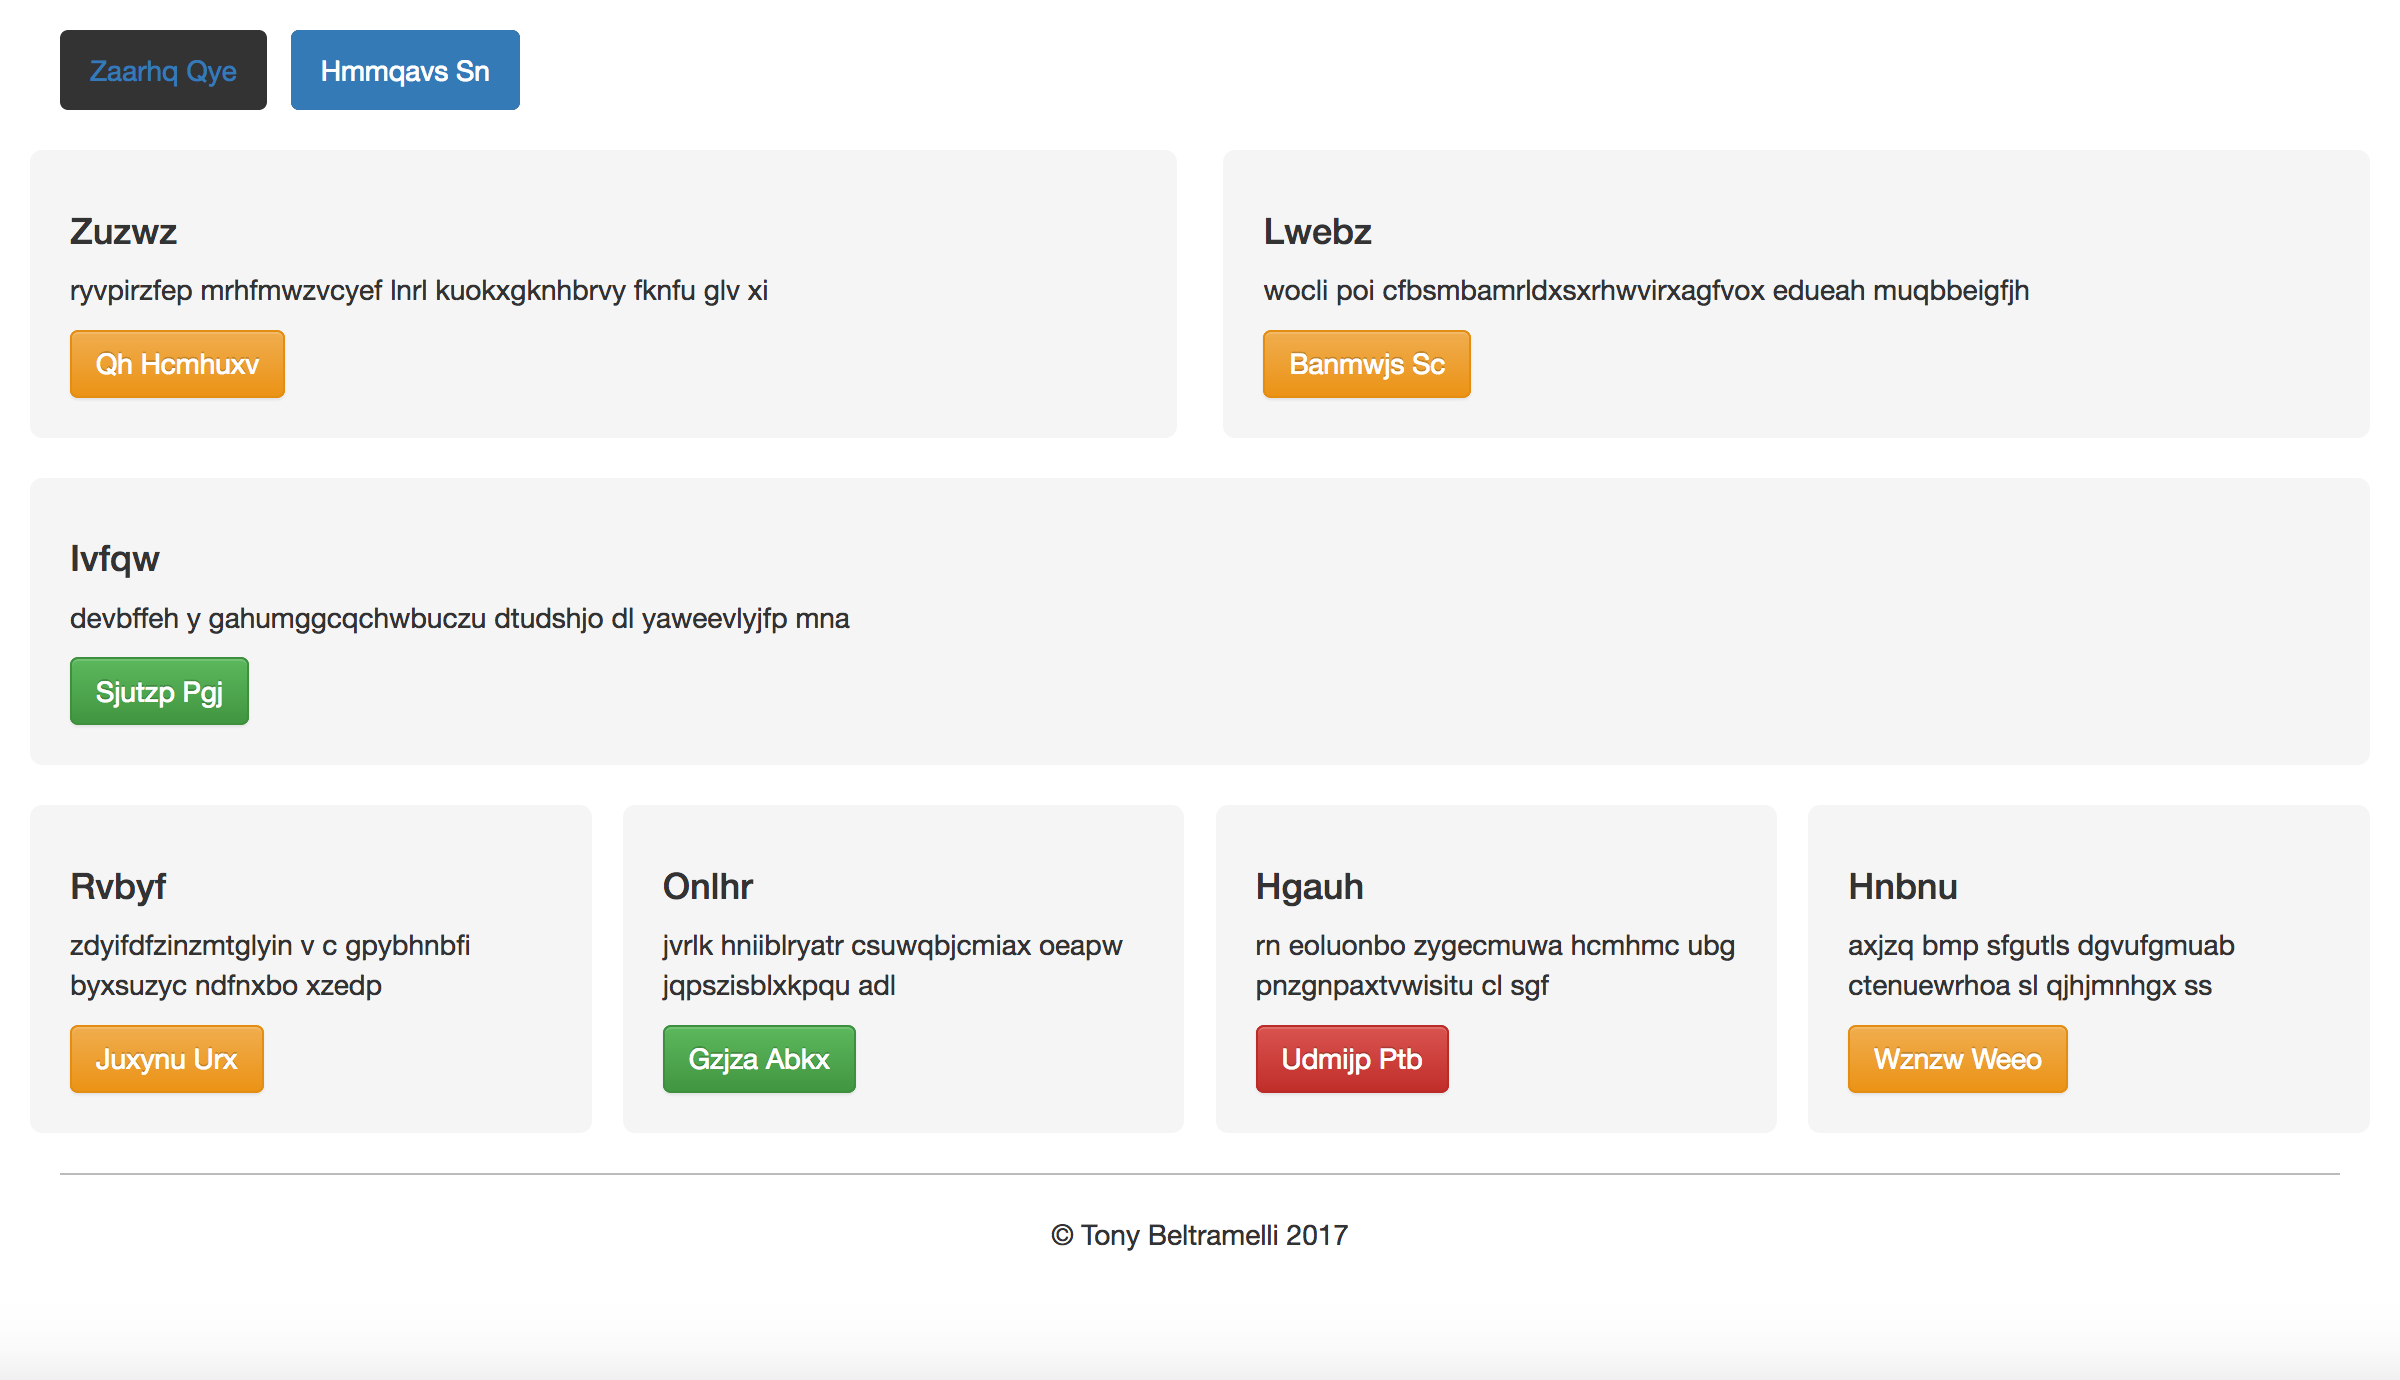 Zaarhq Qye Hmmqavs Sn
Zuzwz
ryvpirzfep mrhfmwzvcyef lnrl kuokxgknhbrvy fknfu glv xi
Qh Hcmhuxv
Lwebz
wocli poi cfbsmbamrldxsxrhwvirxagfvox edueah muqbbeigfjh
Banmwjs Sc
Ivfqw
devbffeh y gahumggcqchwbuczu dtudshjo dl yaweevlyjfp mna
Sjutzp Pgj
Rvbyf
zdyifdfzinzmtglyin v c gpybhnbfi
byxsuzyc ndfnxbo xzedp
Juxynu Urx
Onlhr
jvrlk hniiblryatr csuwqbjcmiax oeapw
jqpszisblxkpqu adl
Gzjza Abkx
Hgauh
rn eoluonbo zygecmuwa hcmhmc ubg
pnzgnpaxtvwisitu cl sgf
Udmijp Ptb
Hnbnu
axjzq bmp sfgutls dgvufgmuab
ctenuewrhoa sl qjhjmnhgx ss
Wznzw Weeo
© Tony Beltramelli 2017